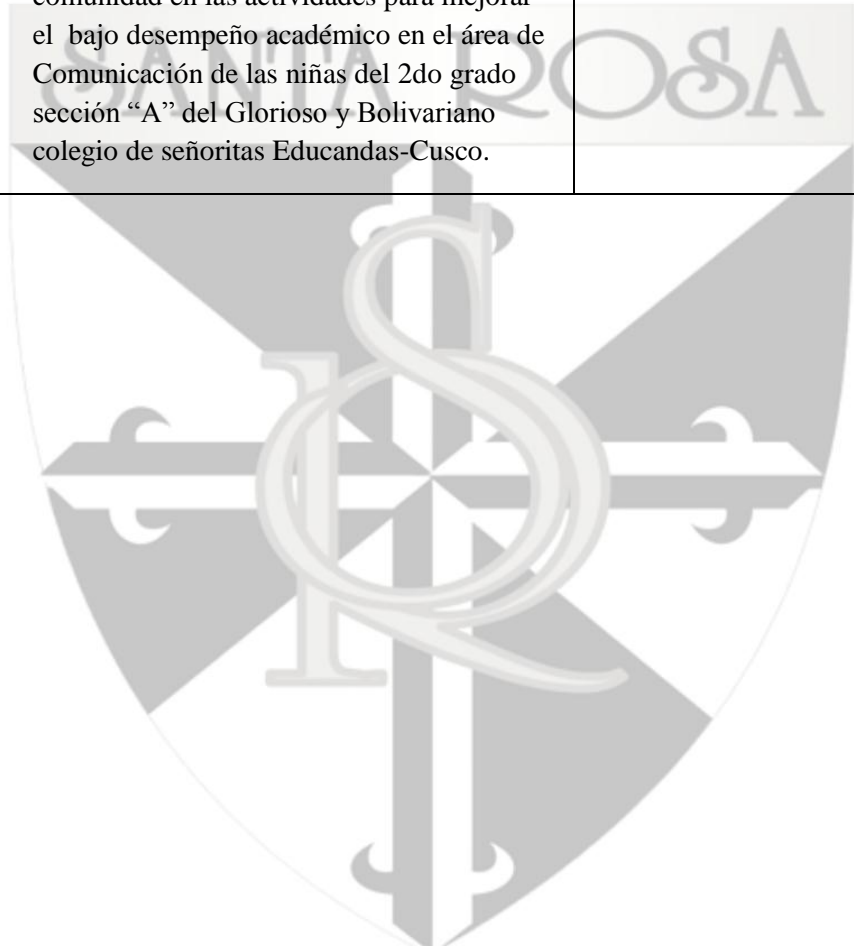 comunidad en las actividades para mejorar
el  bajo desempeño académico en el área de
Comunicación de las niñas del 2do grado
sección “A” del Glorioso y Bolivariano
colegio de señoritas Educandas-Cusco.
SANTA ROSA
SR